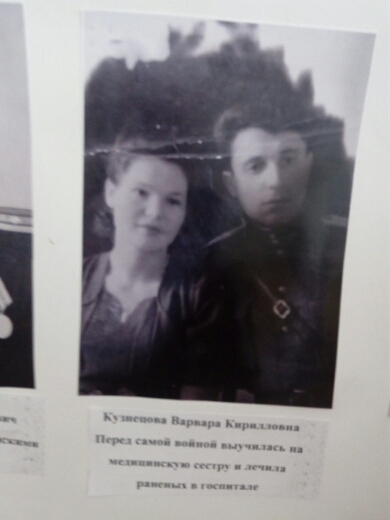 Кузнецова Варвара Кирилловна
Перед самой войной выучилась на
медицинскую сестру и лечила
раненых в госпитале